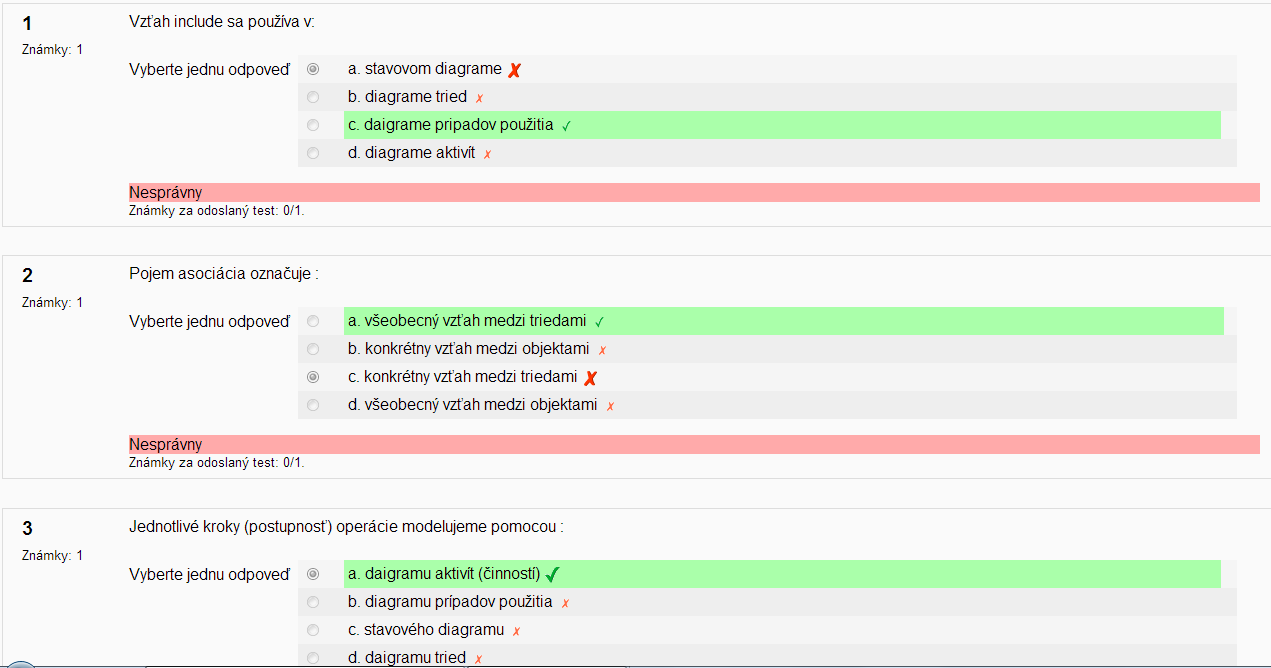 1
Známky: 1
Vzťah include sa používa v:
Vyberte jednu odpoveď
a. stavovom diagrame ✗
b. diagrame tried ✗
c. daigrame pripadov použitia ✓
d. diagrame aktivít ✗
Nesprávny
Známky za odoslaný test: 0/1.
2
Známky: 1
Pojem asociácia označuje :
Vyberte jednu odpoveď
a. všeobecný vzťah medzi triedami ✓
b. konkrétny vzťah medzi objektami ✗
c. konkrétny vzťah medzi triedami ✗
d. všeobecný vzťah medzi objektami ✗
Nesprávny
Známky za odoslaný test: 0/1.
3
Známky: 1
Jednotlivé kroky (postupnosť) operácie modelujeme pomocou :
Vyberte jednu odpoveď
a. daigramu aktivít (činností) ✓
b. diagramu prípadov použitia ✗
c. stavového diagramu ✗
d. daigramu tried ✗